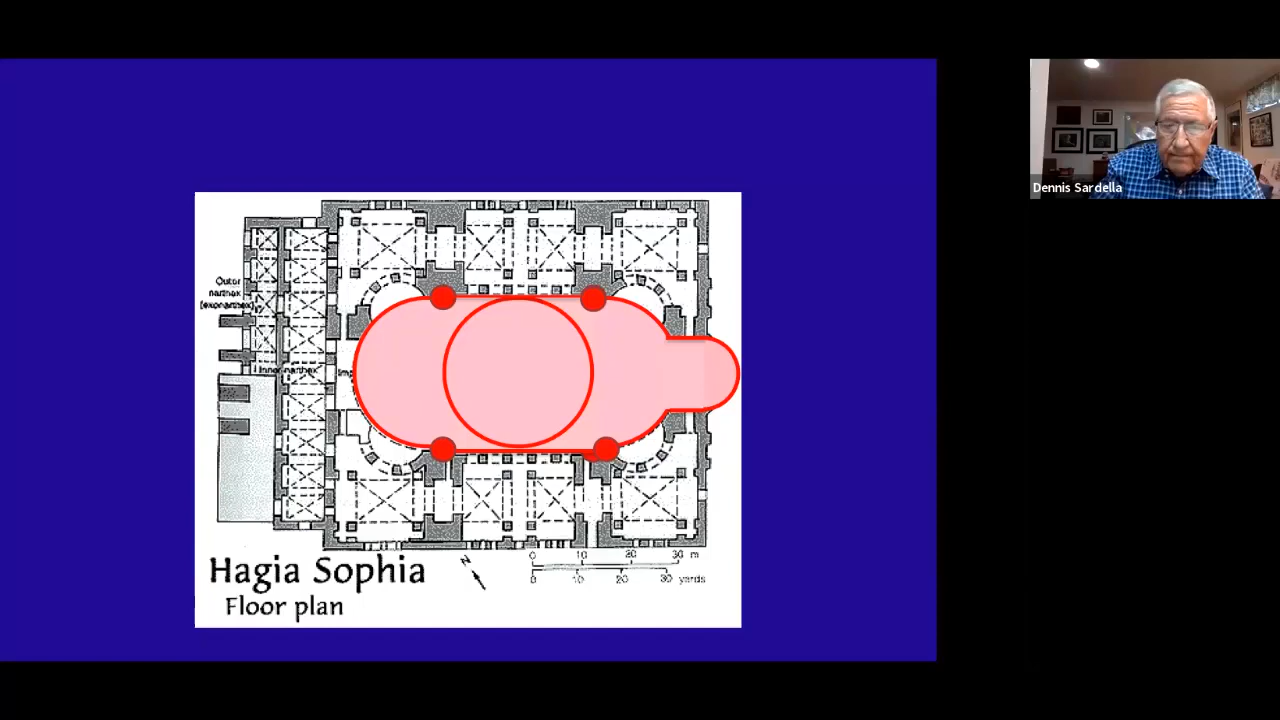 Outer
narthex
[exonarthex]
Inner narthex
Imp
Hagia Sophia
Floor plan
N
0 10 20 30 m
0 10 20 30 yards
Dennis Sardella